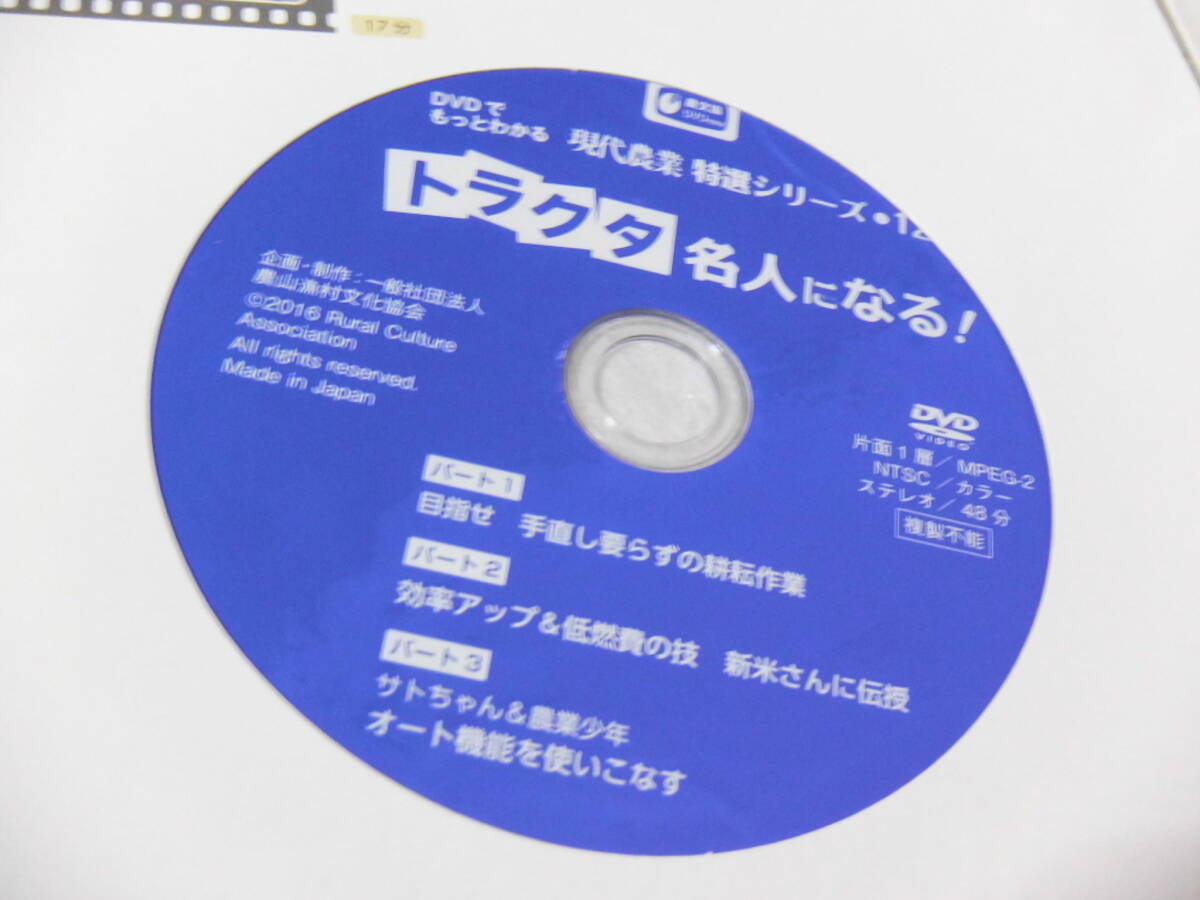 17分
DVDで
もっとわかる 現代農業 特選シリーズ●12
トラクタ 名人になる!
企画・制作:一般社団法人
農山漁村文化協会
©2016 Rural Culture
Association
All rights reserved.
Made in Japan
DVD
VIDEO
片面1層/MPEG-2
NTSC/カラー
ステレオ/48分
複製不能
パート1
目指せ 手直し要らずの耕耘作業
パート2
効率アップ&低燃費の技 新米さんに伝授
パート3
サトちゃん&農業少年
オート機能を使いこなす